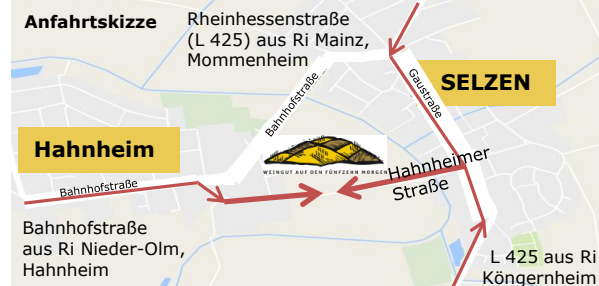 Anfahrtskizze
Rheinhessenstraße
(L 425) aus Ri Mainz,
Mommenheim
SELZEN
Bahnhofstraße
Gaustraße
Hahnheim
WEINGUT AUF DEN FÜNFZEHN MORGEN
Hahnheimer
Straße
Bahnhofstraße
Bahnhofstraße
aus Ri Nieder-Olm,
Hahnheim
L 425 aus Ri
Köngernheim